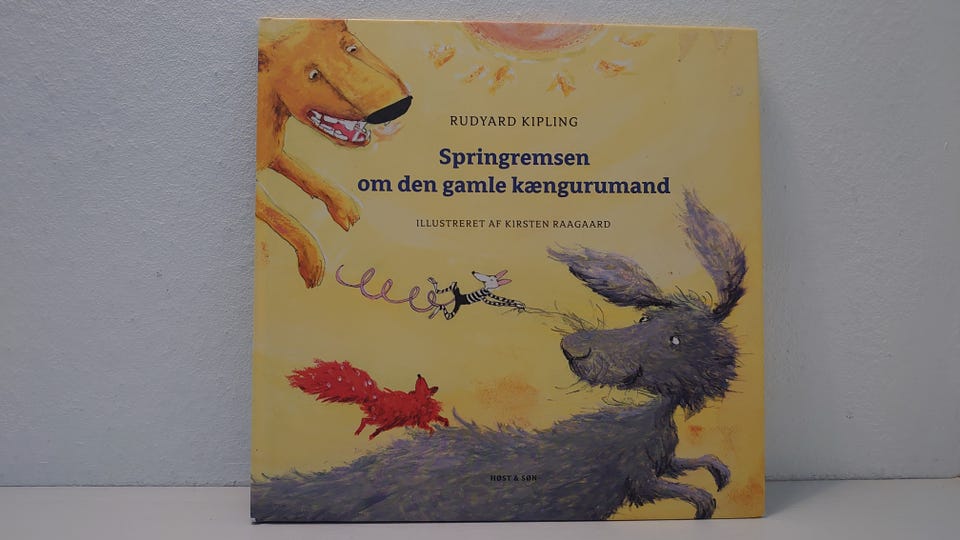 RUDYARD KIPLING
Springremsen
om den gamle kængurumand
ILLUSTRERET AF KIRSTEN RAAGAARD
HØST & SØN